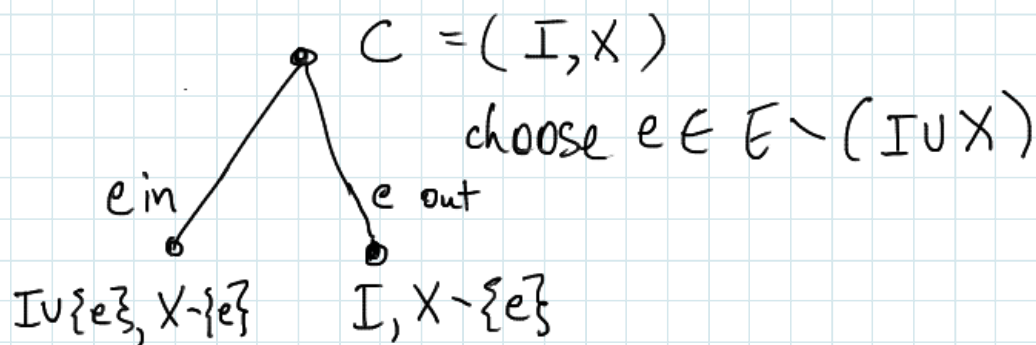 C = (I, X)
choose e ∈ E \ (I ∪ X)
e in
e out
I ∪ {e}, X - {e}
I, X - {e}